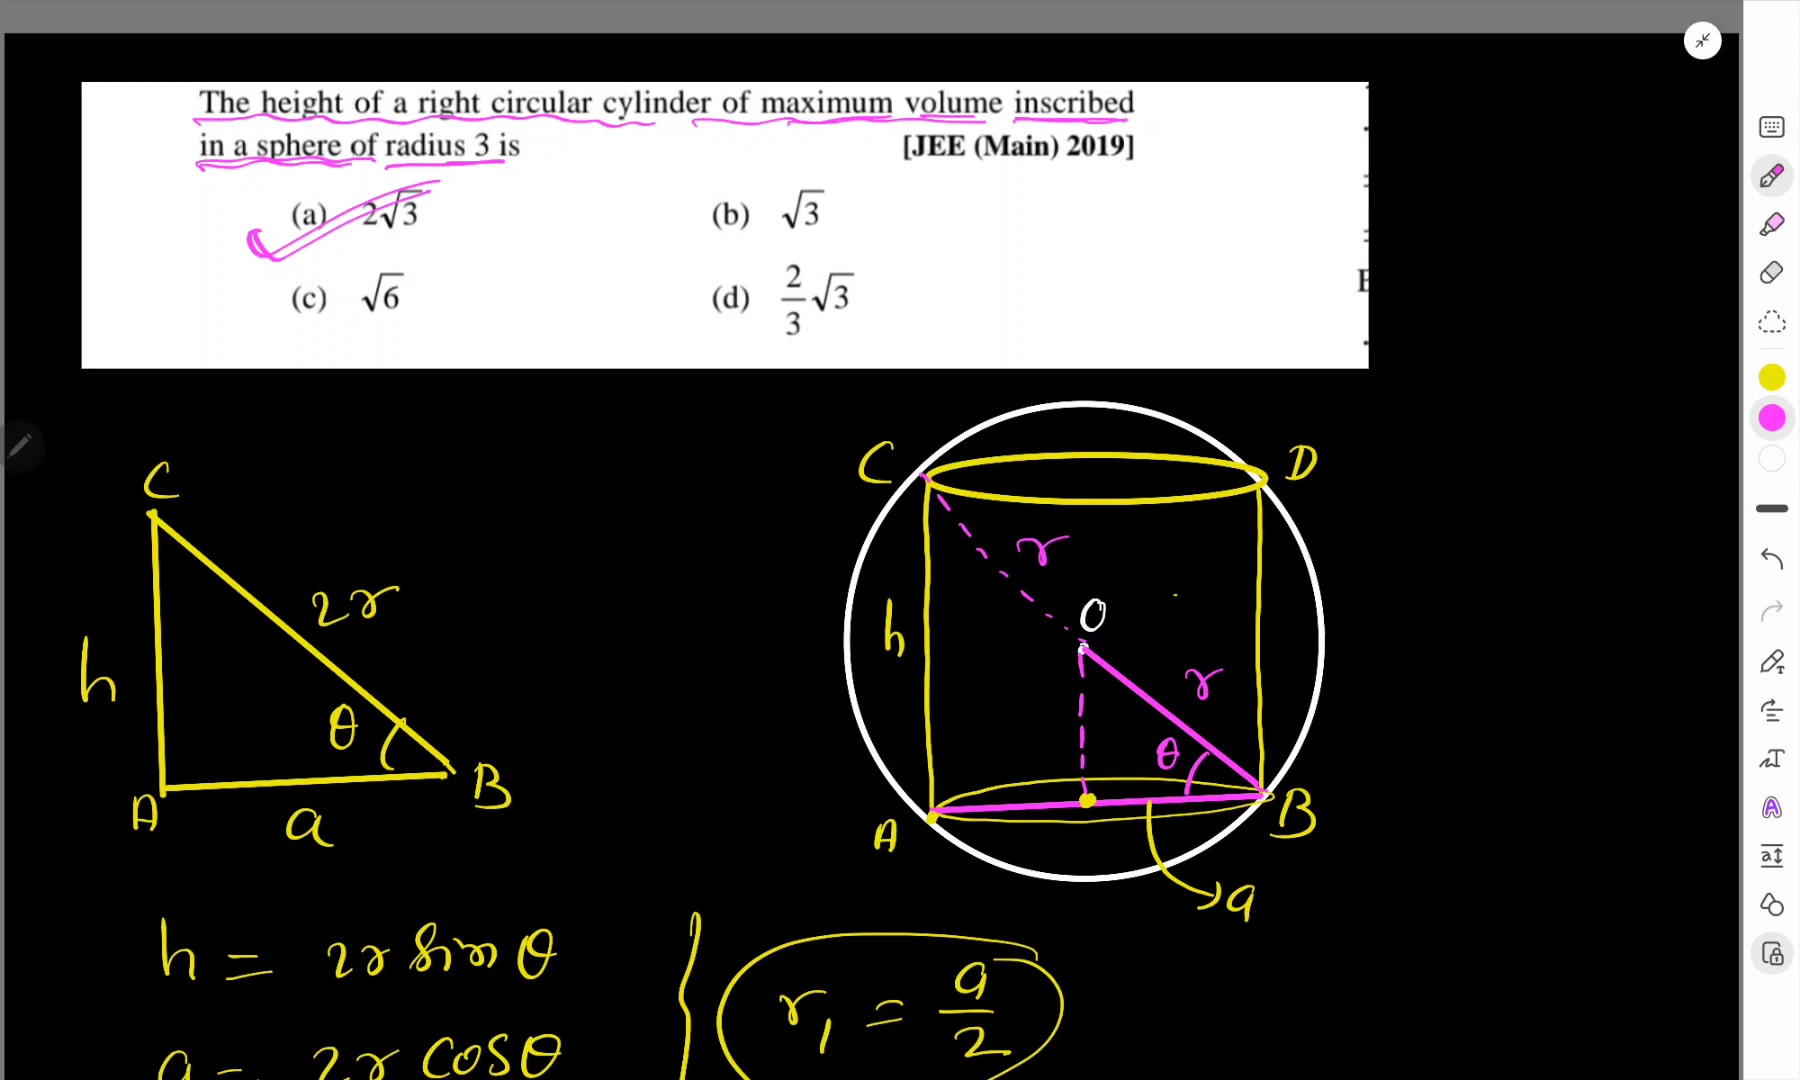 The height of a right circular cylinder of maximum volume inscribed
in a sphere of radius 3 is [JEE (Main) 2019]
(a) 2√3 (b) √3
(c) √6 (d) 2/3 √3
C
2r
h
θ
A
a
B
C
D
r
O
h
r
θ
A
B
a
h = 2r sin θ
r₁ = a/2
a = 2r cos θ